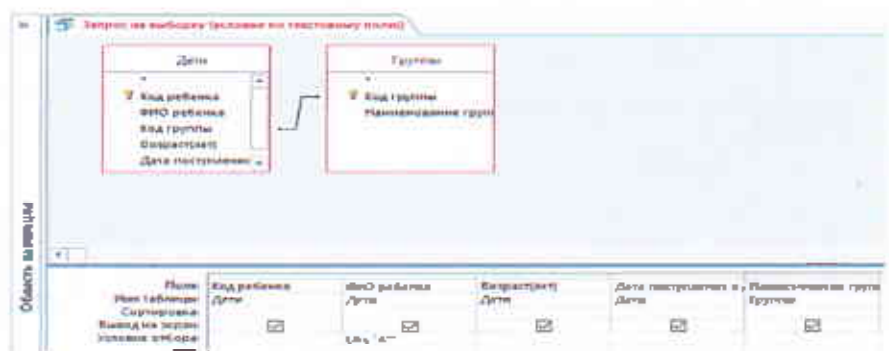 Запрос на выборку (условие по текстовому полю)
Дети
*
Код ребенка
ФИО ребенка
Код группы
Возраст(лет)
Дата поступления
Группы
*
Код группы
Наименование груп
Область
Поле: Код ребенка ФИО ребенка Возраст(лет) Дата поступления в Наименование групп
Имя таблицы: Дети Дети Дети Дети Группы
Сортировка:
Вывод на экран:
Условие отбора: